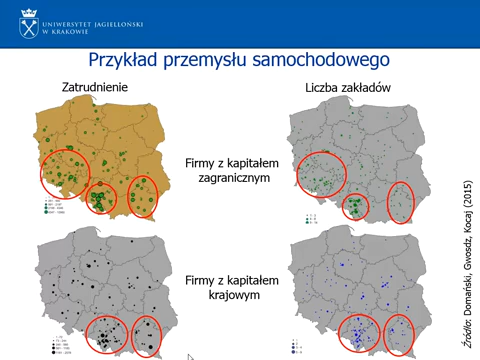 UNIWERSYTET JAGIELLOŃSKI
W KRAKOWIE
Przykład przemysłu samochodowego
Zatrudnienie
Liczba zakładów
Firmy z kapitałem
zagranicznym
Firmy z kapitałem
krajowym
Źródło: Domański, Gwosdz, Kocaj (2015)